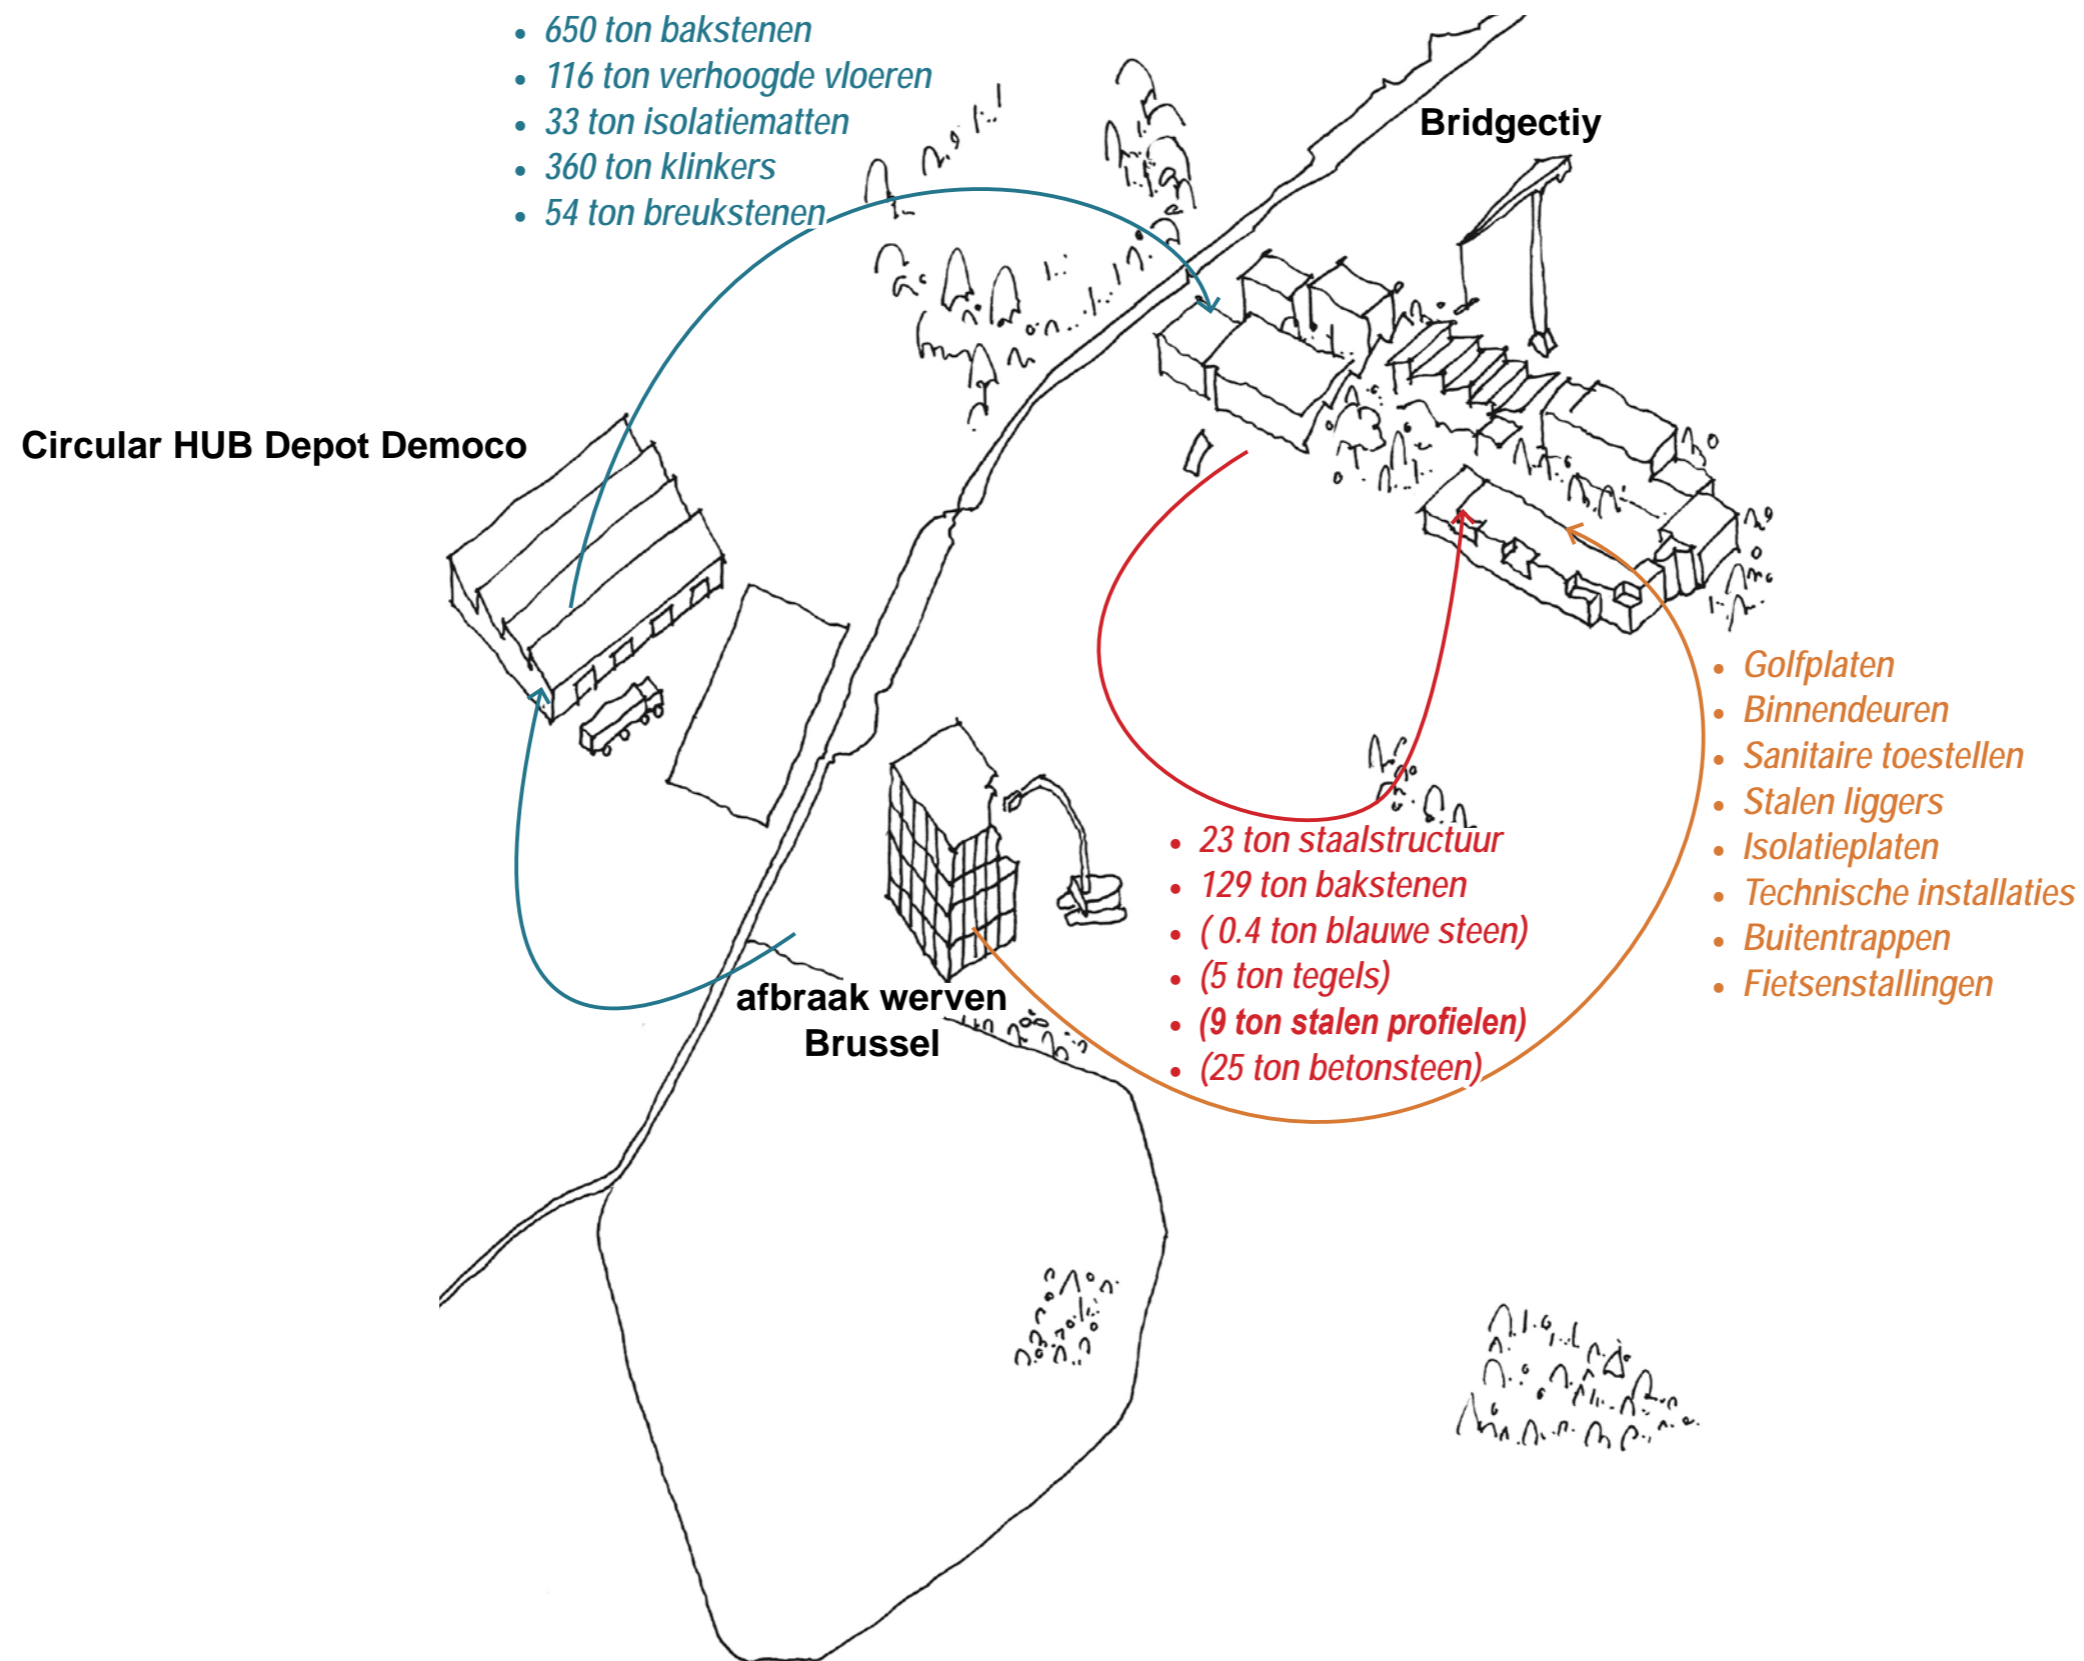 • 650 ton bakstenen
• 116 ton verhoogde vloeren
• 33 ton isolatiematten
• 360 ton klinkers
• 54 ton breukstenen
Bridgectiy
Circular HUB Depot Democo
• Golfplaten
• Binnendeuren
• Sanitaire toestellen
• Stalen liggers
• Isolatieplaten
• Technische installaties
• Buitentrappen
• Fietsenstallingen
• 23 ton staalstructuur
• 129 ton bakstenen
• ( 0.4 ton blauwe steen)
• (5 ton tegels)
• (9 ton stalen profielen)
• (25 ton betonsteen)
afbraak werven
Brussel